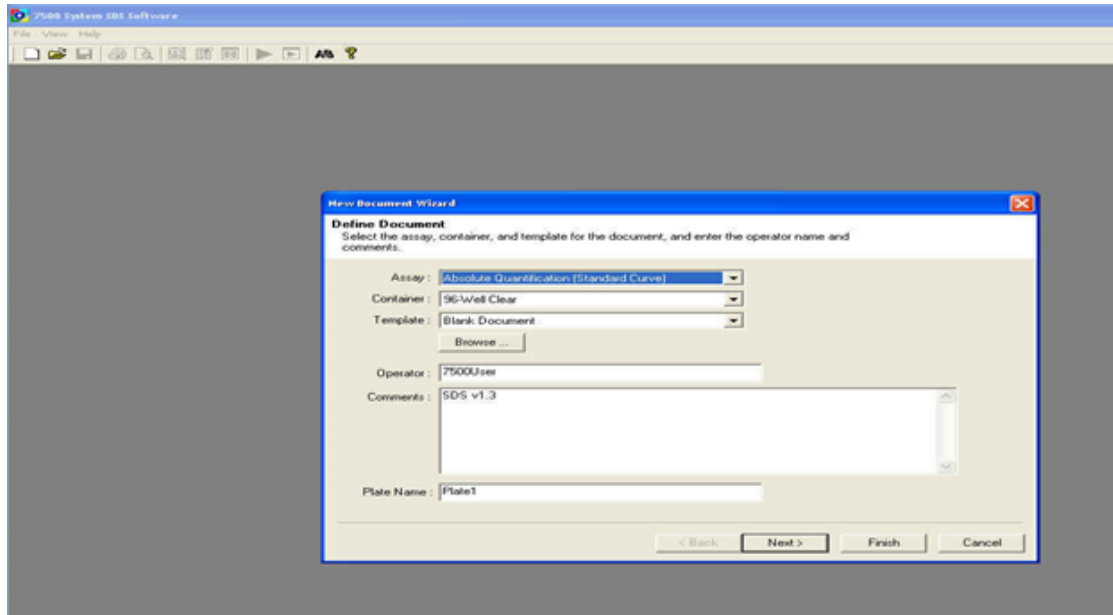 7500 System SDS Software
File View Help
New Document Wizard
Define Document
Select the assay, container, and template for the document, and enter the operator name and
comments.
Assay : Absolute Quantification (Standard Curve)
Container : 96-Well Clear
Template : Blank Document
Browse ...
Operator : 7500User
Comments : SDS v1.3
Plate Name : Plate1
< Back Next > Finish Cancel